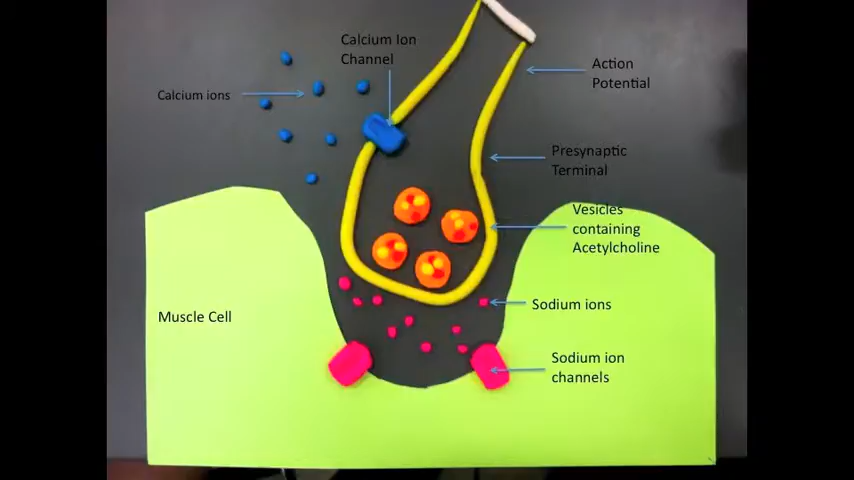 Calcium Ion
Channel
Action
Potential
Calcium ions
Presynaptic
Terminal
Vesicles
containing
Acetylcholine
Sodium ions
Muscle Cell
Sodium ion
channels